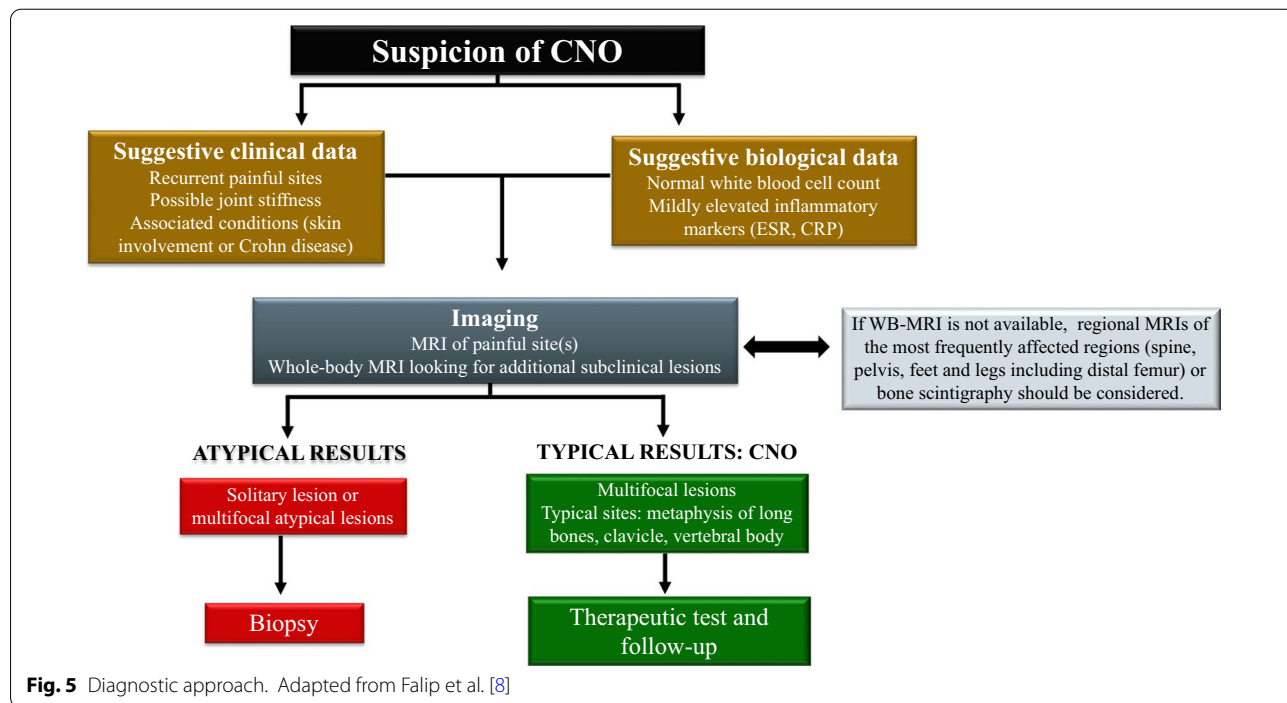 Suspicion of CNO
Suggestive clinical data
Recurrent painful sites
Possible joint stiffness
Associated conditions (skin
involvement or Crohn disease)
Suggestive biological data
Normal white blood cell count
Mildly elevated inflammatory
markers (ESR, CRP)
Imaging
MRI of painful site(s)
Whole-body MRI looking for additional subclinical lesions
If WB-MRI is not available, regional MRIs of
the most frequently affected regions (spine,
pelvis, feet and legs including distal femur) or
bone scintigraphy should be considered.
ATYPICAL RESULTS
Solitary lesion or
multifocal atypical lesions
Biopsy
TYPICAL RESULTS: CNO
Multifocal lesions
Typical sites: metaphysis of long
bones, clavicle, vertebral body
Therapeutic test and
follow-up
Fig. 5 Diagnostic approach. Adapted from Falip et al. [8]